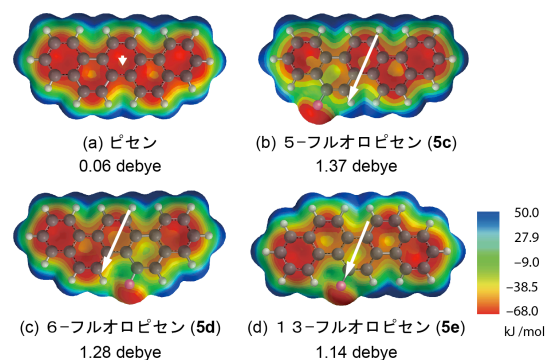 (a) ピセン
0.06 debye
(b) ５−フルオロピセン (5c)
1.37 debye
(c) ６−フルオロピセン (5d)
1.28 debye
(d) １３−フルオロピセン (5e)
1.14 debye
50.0
27.9
-9.0
-38.5
-68.0
kJ /mol